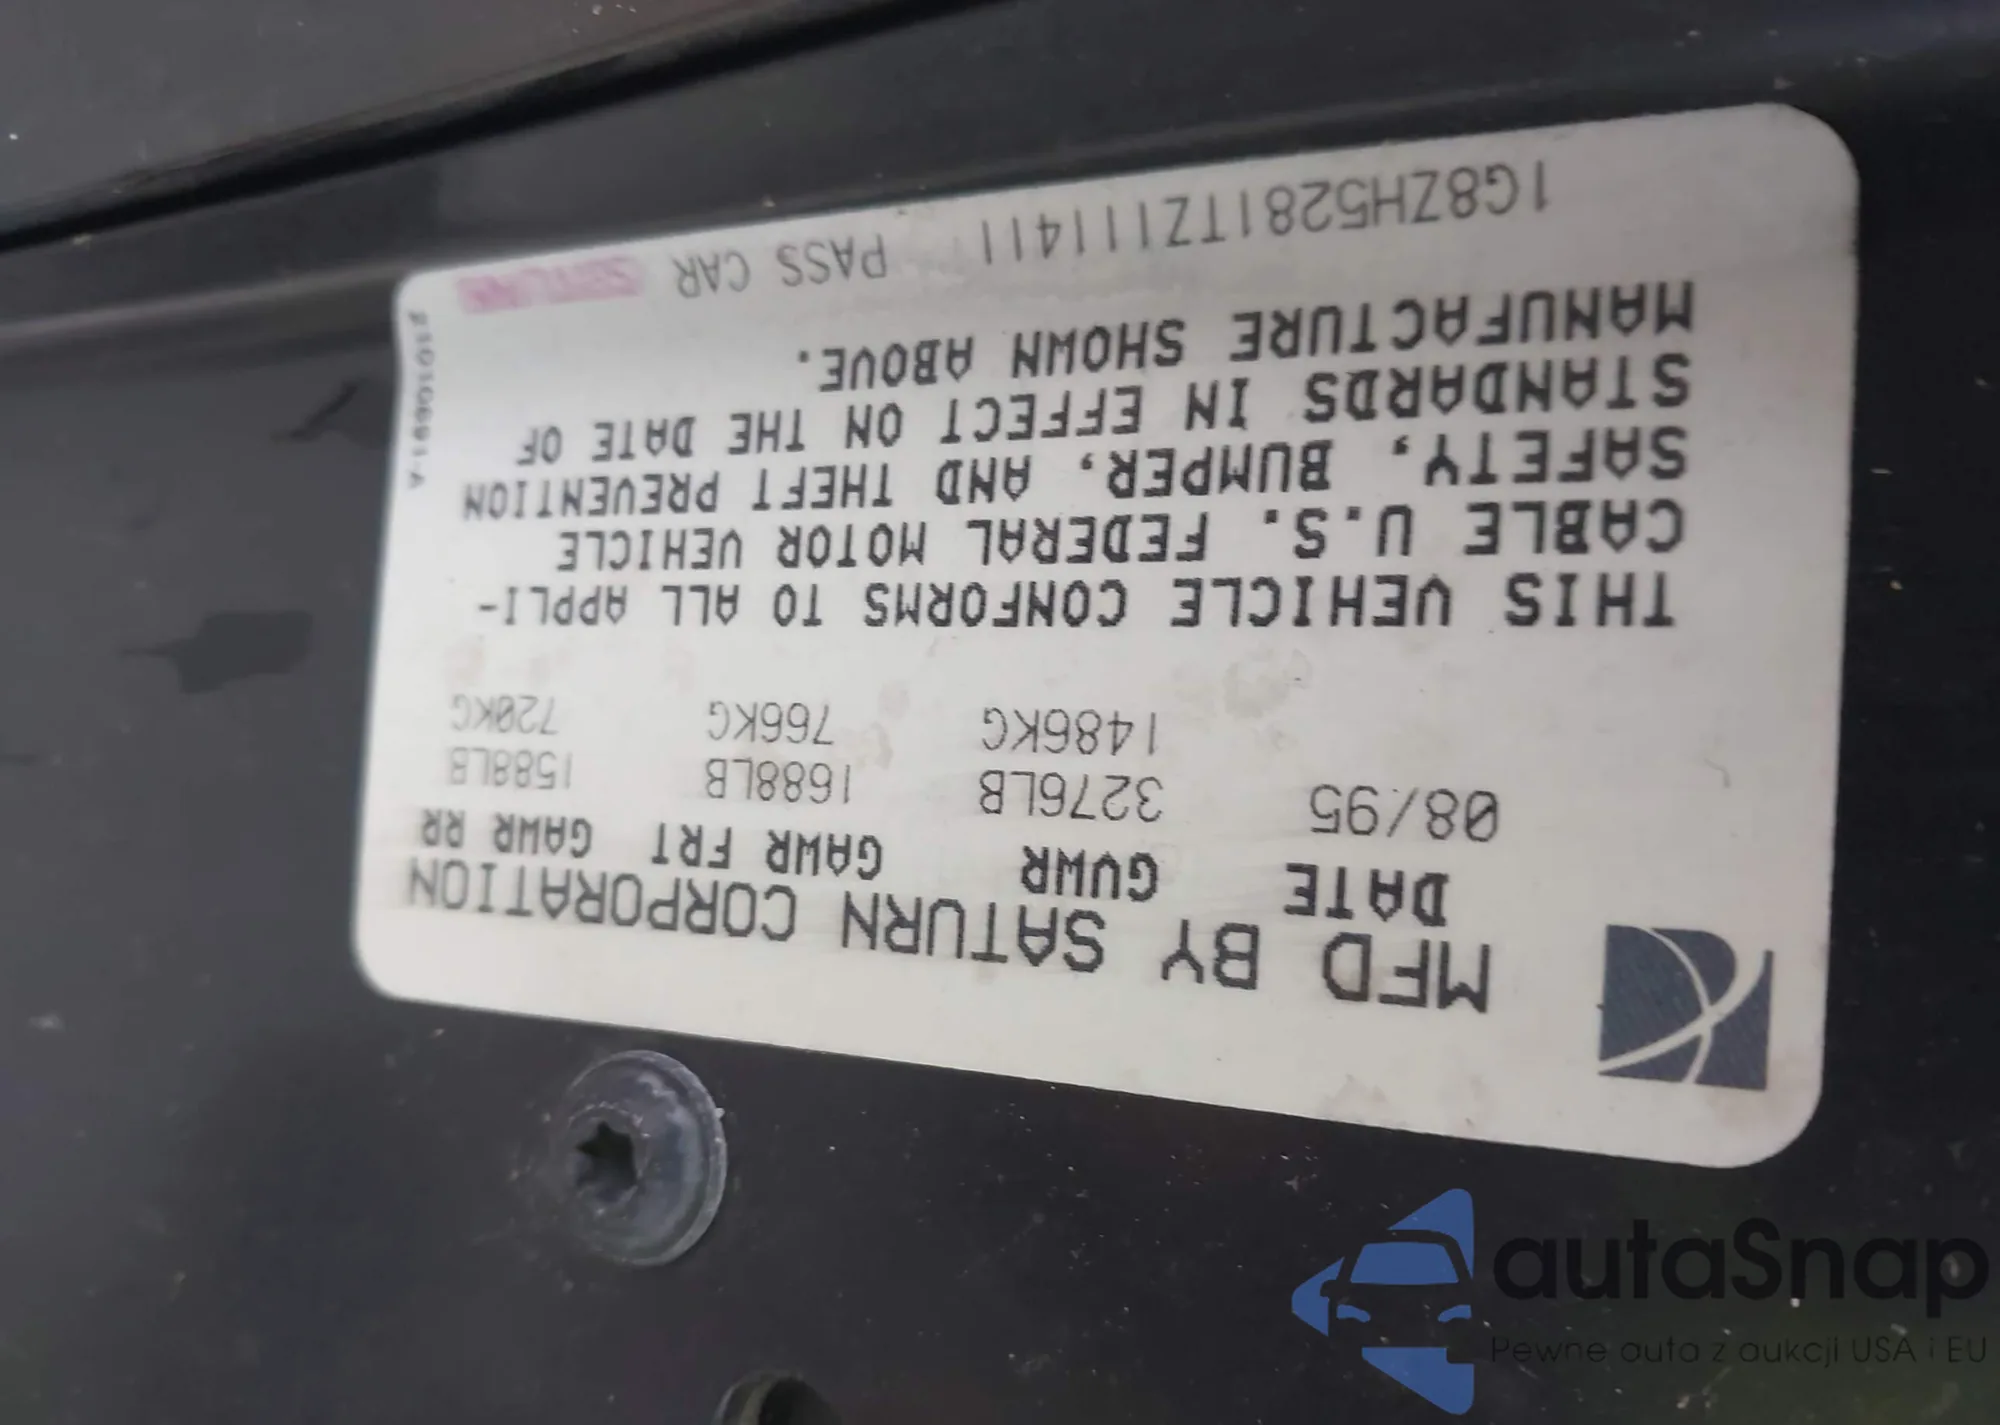 MFD BY SATURN CORPORATION
DATE GVWR GAWR FRT GAWR RR
08/95 3276LB 1688LB 1588LB
1486KG 766KG 720KG
THIS VEHICLE CONFORMS TO ALL APPLI-
CABLE U.S. FEDERAL MOTOR VEHICLE
SAFETY, BUMPER, AND THEFT PREVENTION
STANDARDS IN EFFECT ON THE DATE OF
MANUFACTURE SHOWN ABOVE.
1G8ZH5281TZ111411 PASS CAR
autaSnap
Pewne auta z aukcji USA i EU